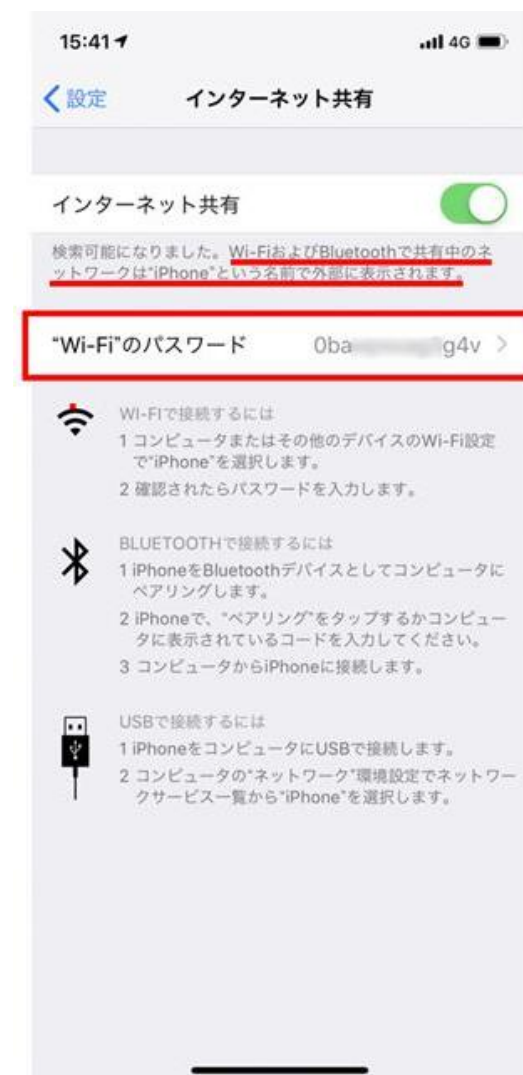 15:41
4G
設定
インターネット共有
インターネット共有
検索可能になりました。Wi-FiおよびBluetoothで共有中のネ
ットワークは“iPhone”という名前で外部に表示されます。
“Wi-Fi”のパスワード 0ba g4v
WI-FIで接続するには
1 コンピュータまたはその他のデバイスのWi-Fi設定
で“iPhone”を選択します。
2 確認されたらパスワードを入力します。
BLUETOOTHで接続するには
1 iPhoneをBluetoothデバイスとしてコンピュータに
ペアリングします。
2 iPhoneで、“ペアリング”をタップするかコンピュー
タに表示されているコードを入力してください。
3 コンピュータからiPhoneに接続します。
USBで接続するには
1 iPhoneをコンピュータにUSBで接続します。
2 コンピュータの“ネットワーク”環境設定でネットワー
クサービス一覧から“iPhone”を選択します。